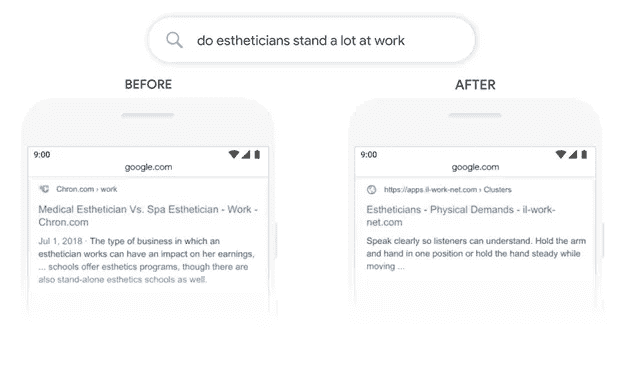 do estheticians stand a lot at work
BEFORE
9:00
google.com
Chron.com › work
Medical Esthetician Vs. Spa Esthetician - Work -
Chron.com
Jul 1, 2018 · The type of business in which an
esthetician works can have an impact on her earnings,
... schools offer esthetics programs, though there are
also stand-alone esthetics schools as well.
AFTER
9:00
google.com
https://apps.il-work-net.com › Clusters
Estheticians - Physical Demands - il-work-
net.com
Speak clearly so listeners can understand. Hold the arm
and hand in one position or hold the hand steady while
moving ...